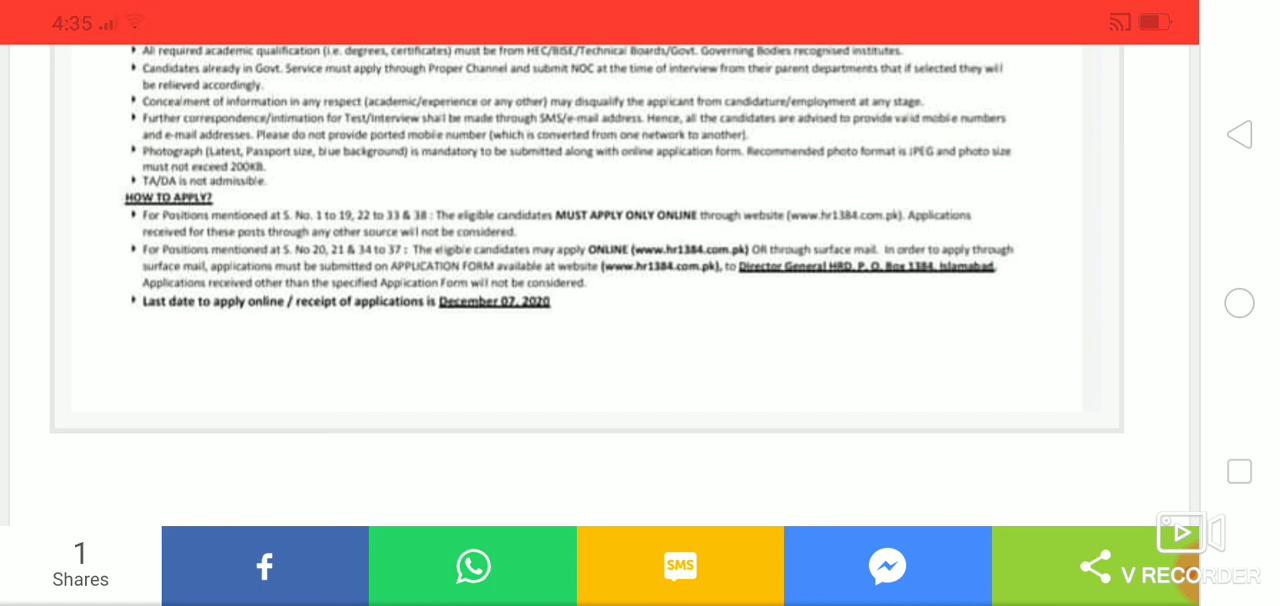 4:35
All required academic qualification (i.e. degrees, certificates) must be from HEC/BISE/Technical Boards/Govt. Governing Bodies recognised institutes.
Candidates already in Govt. Service must apply through Proper Channel and submit NOC at the time of interview from their parent departments that if selected they will
be relieved accordingly.
Concealment of information in any respect (academic/experience or any other) may disqualify the applicant from candidature/employment at any stage.
Further correspondence/intimation for Test/Interview shall be made through SMS/e-mail address. Hence, all the candidates are advised to provide valid mobile numbers
and e-mail addresses. Please do not provide ported mobile number (which is converted from one network to another).
Photograph (Latest, Passport size, blue background) is mandatory to be submitted along with online application form. Recommended photo format is JPEG and photo size
must not exceed 200KB.
TA/DA is not admissible.
HOW TO APPLY?
For Positions mentioned at S. No. 1 to 19, 22 to 33 & 38 : The eligible candidates MUST APPLY ONLY ONLINE through website (www.hr1384.com.pk). Applications
received for these posts through any other source will not be considered.
For Positions mentioned at S. No 20, 21 & 34 to 37 : The eligible candidates may apply ONLINE (www.hr1384.com.pk) OR through surface mail. In order to apply through
surface mail, applications must be submitted on APPLICATION FORM available at website (www.hr1384.com.pk), to Director General HRD, P. O. Box 1384, Islamabad.
Applications received other than the specified Application Form will not be considered.
Last date to apply online / receipt of applications is December 07, 2020
1
Shares
f
SMS
V RECORDER